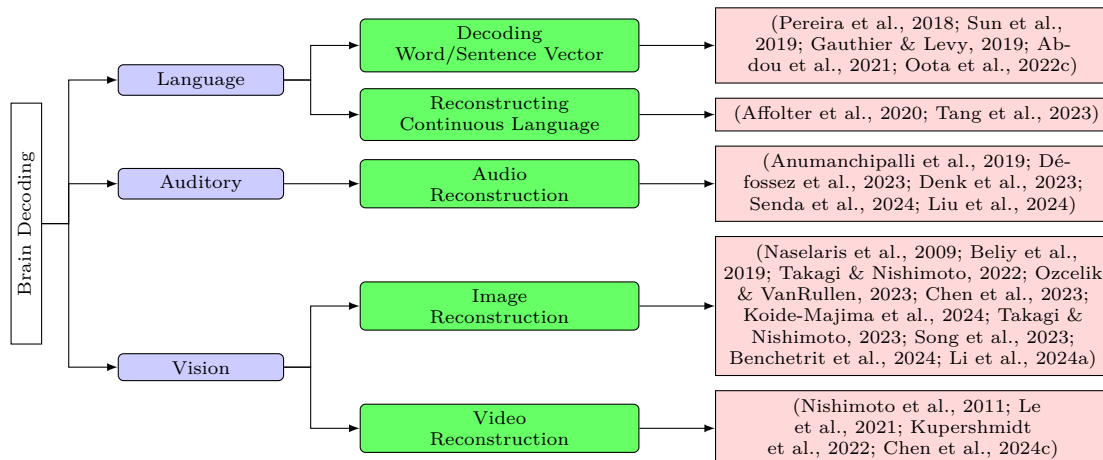 Brain Decoding
Language
Decoding
Word/Sentence Vector
(Pereira et al., 2018; Sun et al.,
2019; Gauthier & Levy, 2019; Ab-
dou et al., 2021; Oota et al., 2022c)
Reconstructing
Continuous Language
(Affolter et al., 2020; Tang et al., 2023)
Auditory
Audio
Reconstruction
(Anumanchipalli et al., 2019; Dé-
fossez et al., 2023; Denk et al., 2023;
Senda et al., 2024; Liu et al., 2024)
Vision
Image
Reconstruction
(Naselaris et al., 2009; Beliy et al.,
2019; Takagi & Nishimoto, 2022; Ozcelik
& VanRullen, 2023; Chen et al., 2023;
Koide-Majima et al., 2024; Takagi &
Nishimoto, 2023; Song et al., 2023;
Benchetrit et al., 2024; Li et al., 2024a)
Video
Reconstruction
(Nishimoto et al., 2011; Le
et al., 2021; Kupershmidt
et al., 2022; Chen et al., 2024c)